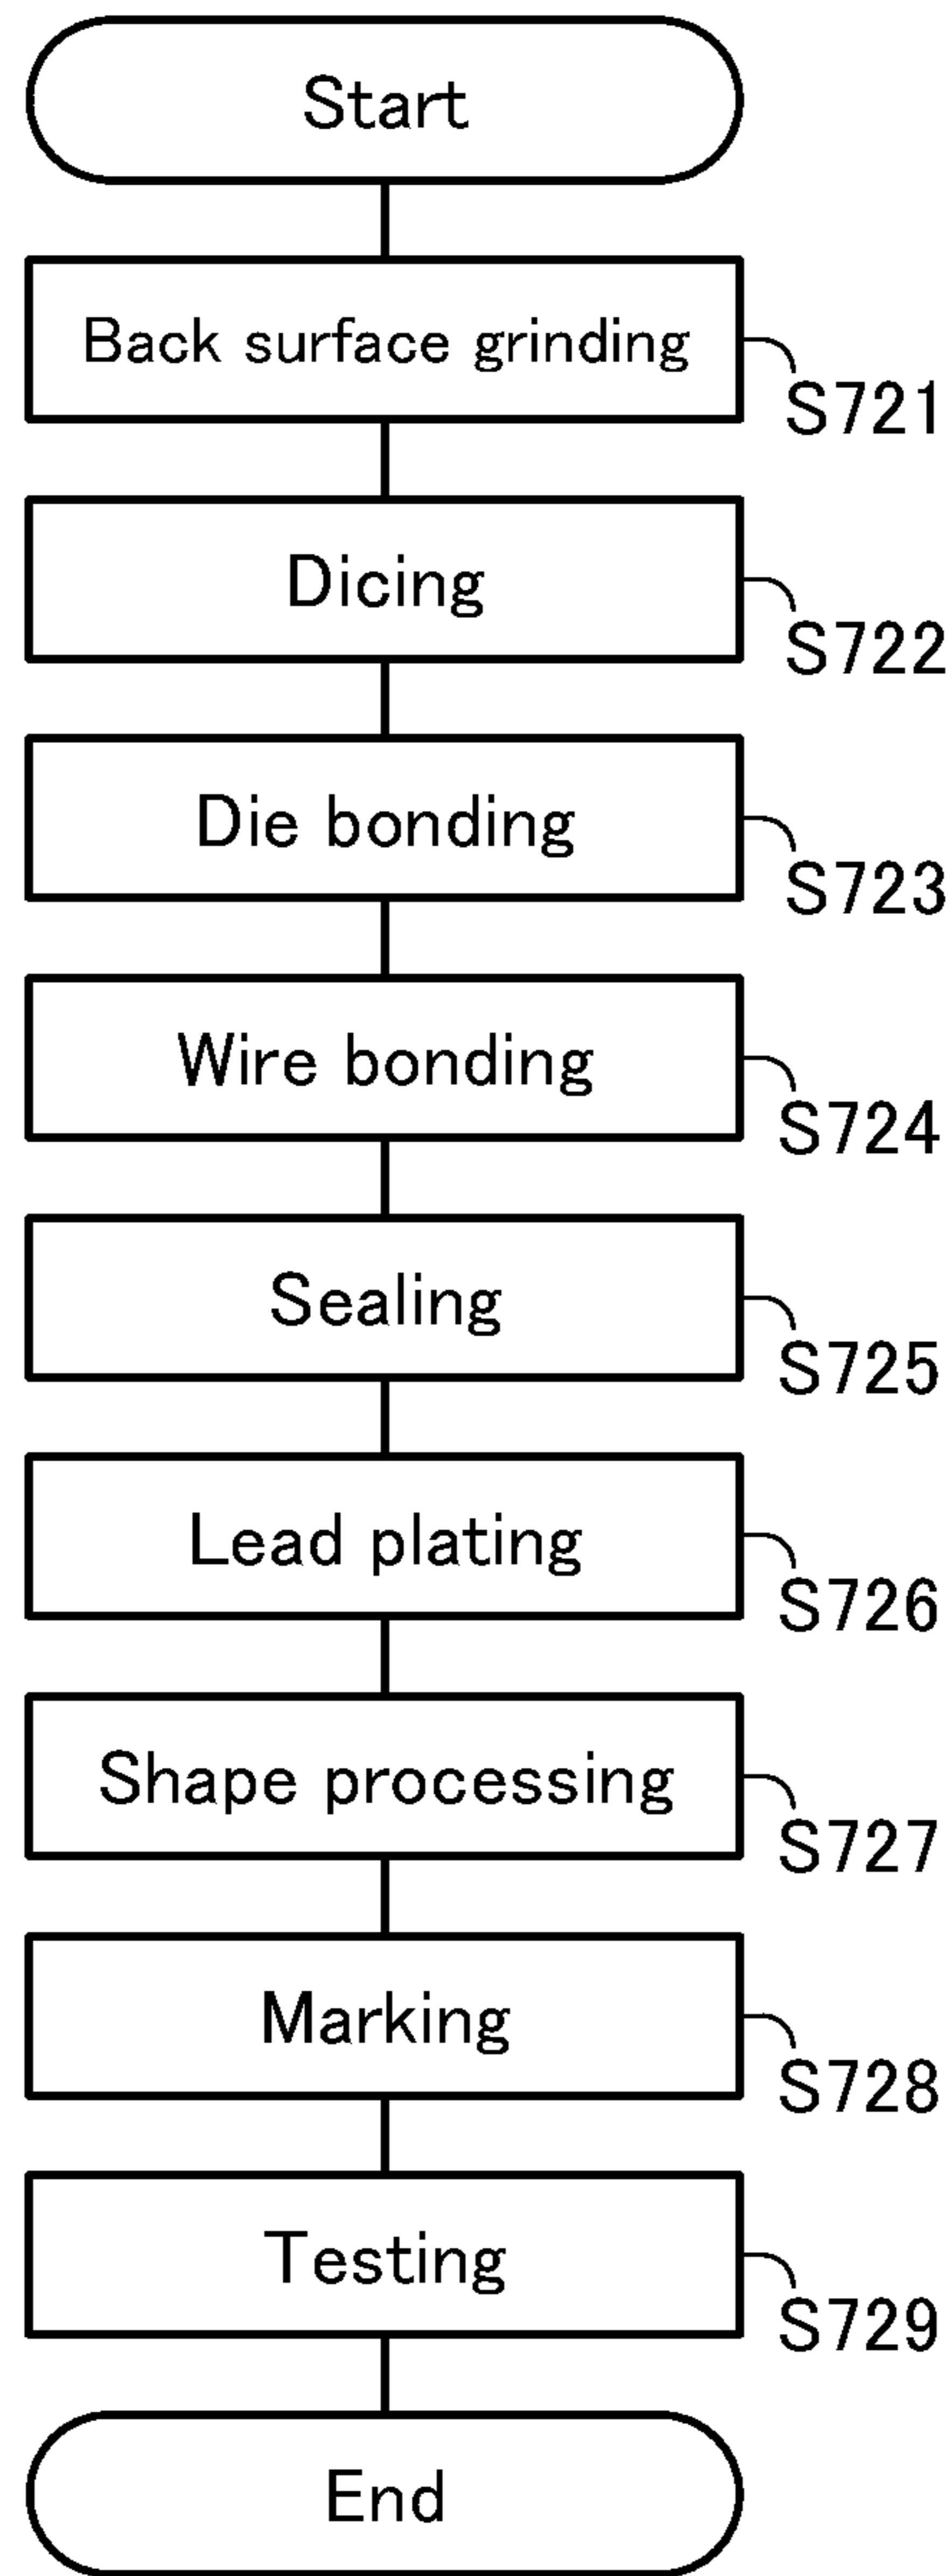 Start
Back surface grinding
S721
Dicing
S722
Die bonding
S723
Wire bonding
S724
Sealing
S725
Lead plating
S726
Shape processing
S727
Marking
S728
Testing
S729
End